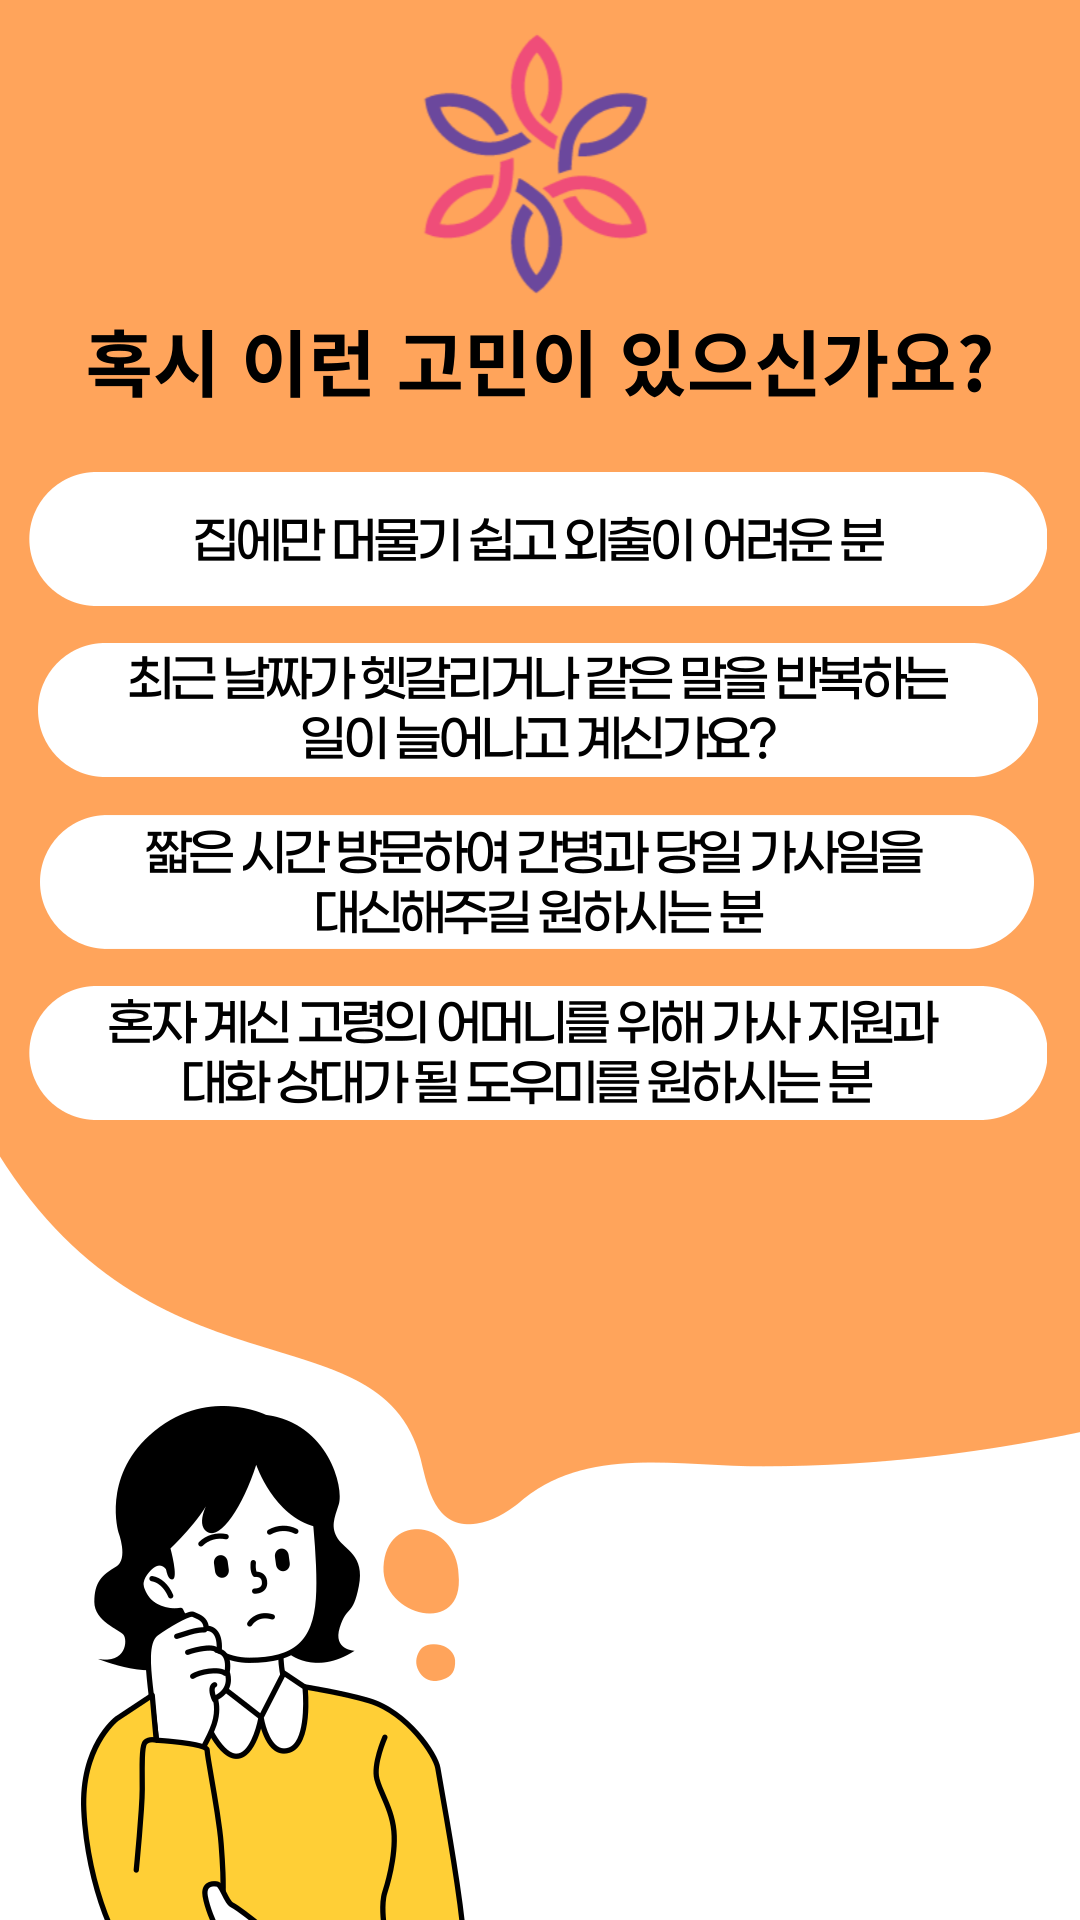 혹시 이런 고민이 있으신가요?
집에만 머물기 쉽고 외출이 어려운 분
최근 날짜가 헷갈리거나 같은 말을 반복하는
일이 늘어나고 계신가요?
짧은 시간 방문하여 간병과 당일 가사일을
대신해주길 원하시는 분
혼자 계신 고령의 어머니를 위해 가사 지원과
대화 상대가 될 도우미를 원하시는 분